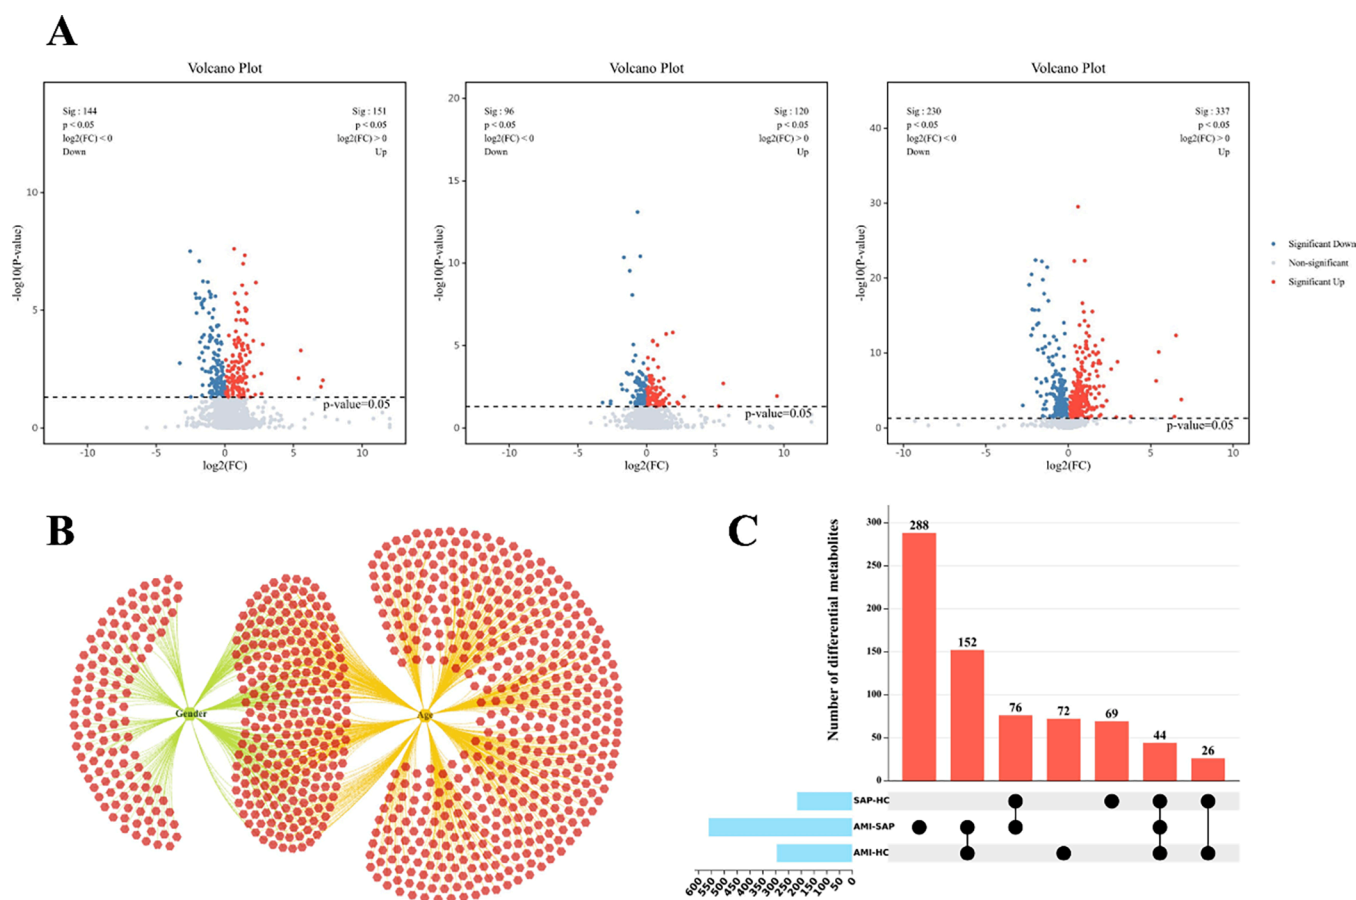 A
Volcano Plot
Sig : 144
Sig : 151
p < 0.05
p < 0.05
log2(FC) < 0
log2(FC) > 0
Down
Up
-log10(P-value)
10
5
0
p-value=0.05
-10
-5
0
5
10
log2(FC)
Volcano Plot
Sig : 96
Sig : 120
p < 0.05
p < 0.05
log2(FC) < 0
log2(FC) > 0
Down
Up
-log10(P-value)
20
15
10
5
0
p-value=0.05
-10
-5
0
5
10
log2(FC)
Volcano Plot
Sig : 230
Sig : 337
p < 0.05
p < 0.05
log2(FC) < 0
log2(FC) > 0
Down
Up
-log10(P-value)
40
30
20
10
0
p-value=0.05
-10
-5
0
5
10
log2(FC)
Significant Down
Non-significant
Significant Up
B
Gender
Age
C
Number of differential metabolites
300
250
200
150
100
50
0
288
152
76
72
69
44
26
SAP-HC
AMI-SAP
AMI-HC
600
550
500
450
400
350
300
250
200
150
100
50
0